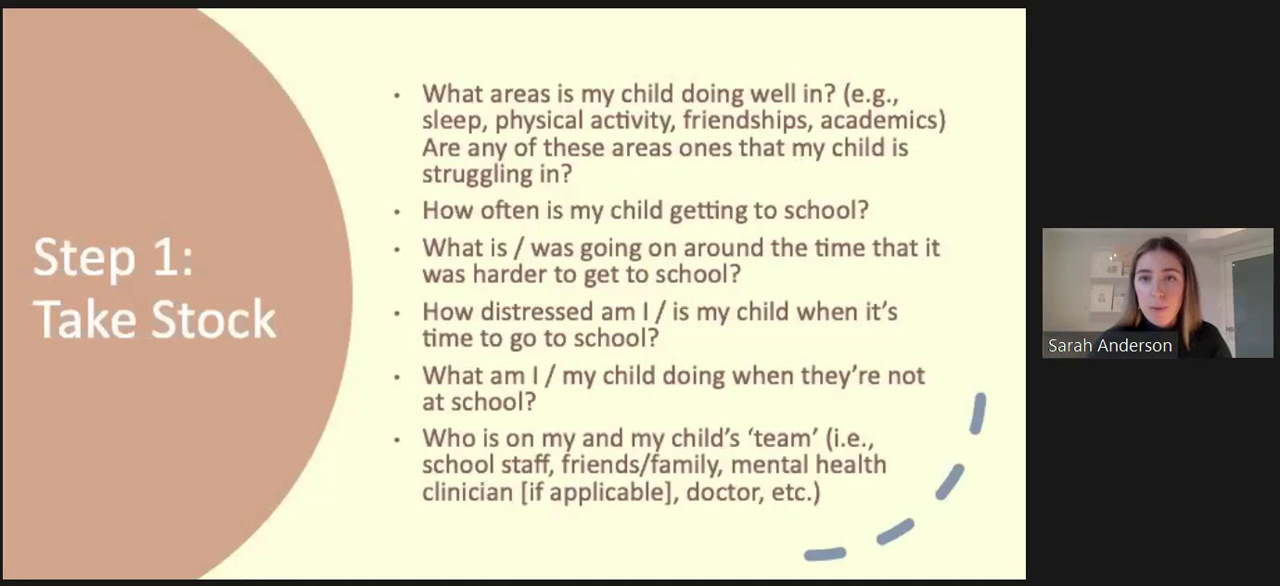 Step 1:
Take Stock
• What areas is my child doing well in? (e.g.,
sleep, physical activity, friendships, academics)
Are any of these areas ones that my child is
struggling in?
• How often is my child getting to school?
• What is / was going on around the time that it
was harder to get to school?
• How distressed am I / is my child when it’s
time to go to school?
• What am I / my child doing when they’re not
at school?
• Who is on my and my child’s ‘team’ (i.e.,
school staff, friends/family, mental health
clinician [if applicable], doctor, etc.)
Sarah Anderson